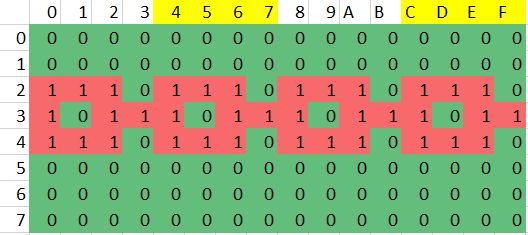 0 1 2 3 4 5 6 7 8 9 A B C D E F
0 0 0 0 0 0 0 0 0 0 0 0 0 0 0 0 0
1 0 0 0 0 0 0 0 0 0 0 0 0 0 0 0 0
2 1 1 1 0 1 1 1 0 1 1 1 0 1 1 1 0
3 1 0 1 1 1 0 1 1 1 0 1 1 1 0 1 1
4 1 1 1 0 1 1 1 0 1 1 1 0 1 1 1 0
5 0 0 0 0 0 0 0 0 0 0 0 0 0 0 0 0
6 0 0 0 0 0 0 0 0 0 0 0 0 0 0 0 0
7 0 0 0 0 0 0 0 0 0 0 0 0 0 0 0 0